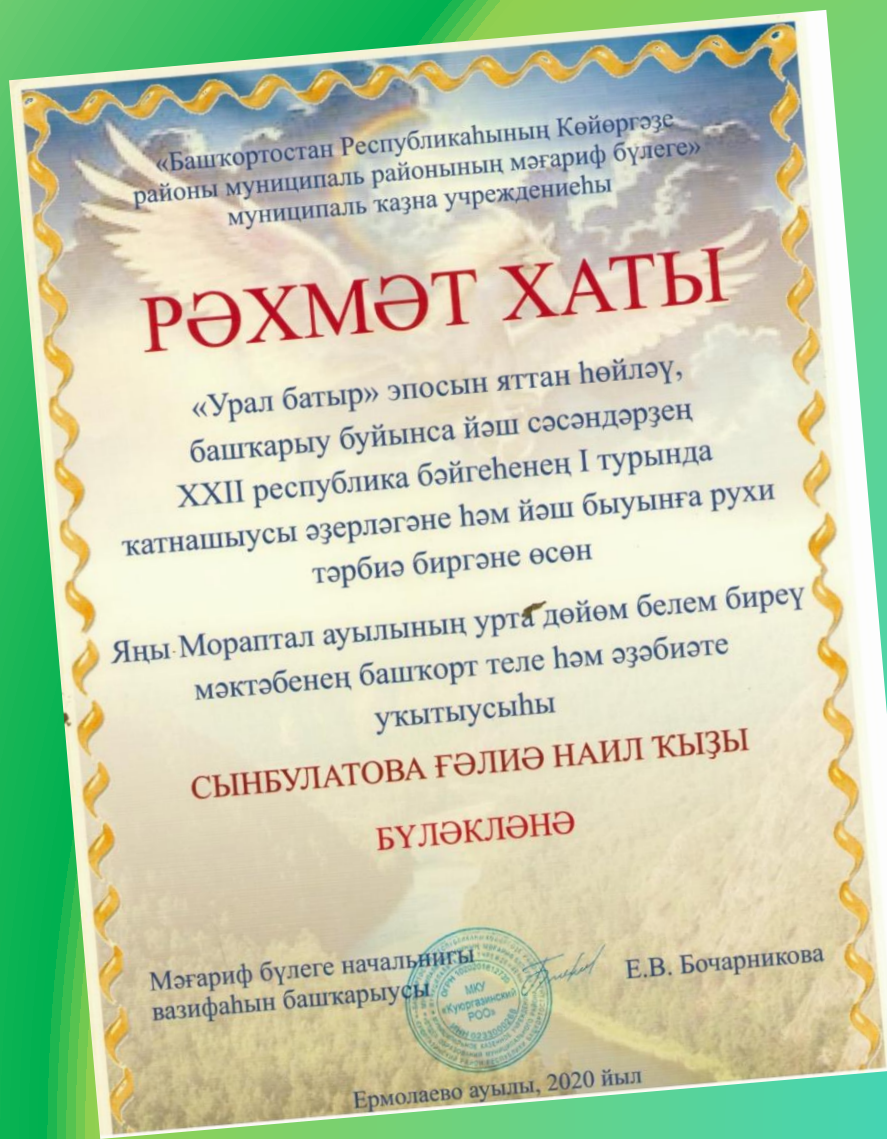 «Башҡортостан Республикаһының Көйөргәҙе
районы муниципаль районының мәғариф бүлеге»
муниципаль ҡаҙна учреждениеһы
РӘХМӘТ ХАТЫ
«Урал батыр» эпосын яттан һөйләү,
башҡарыу буйынса йәш сәсәндәрҙең
XXII республика бәйгеһенең I турында
ҡатнашыусы әҙерләгәне һәм йәш быуынға рухи
тәрбиә биргәне өсөн
Яңы Мораптал ауылының урта дөйөм белем биреү
мәктәбенең башҡорт теле һәм әҙәбиәте
уҡытыусыһы
СЫНБУЛАТОВА ҒӘЛИӘ НАИЛ ҠЫҘЫ
БҮЛӘКЛӘНӘ
Мәғариф бүлеге начальнигы
вазифаһын башҡарыусы
Е.В. Бочарникова
МКУ
«Куюргазинский
РОО»
Ермолаево ауылы, 2020 йыл